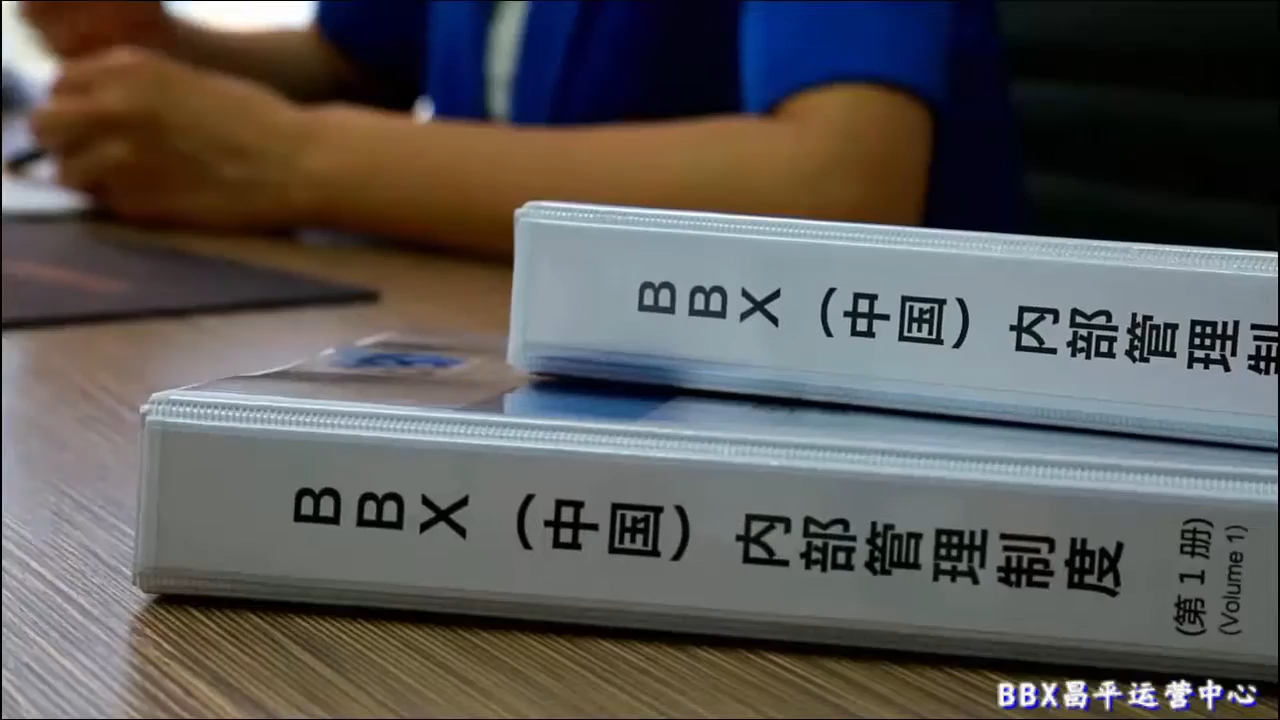 BBX（中国）内部管理制
BBX（中国）内部管理制度
(第1册)
(Volume 1)
BBX昌平运营中心